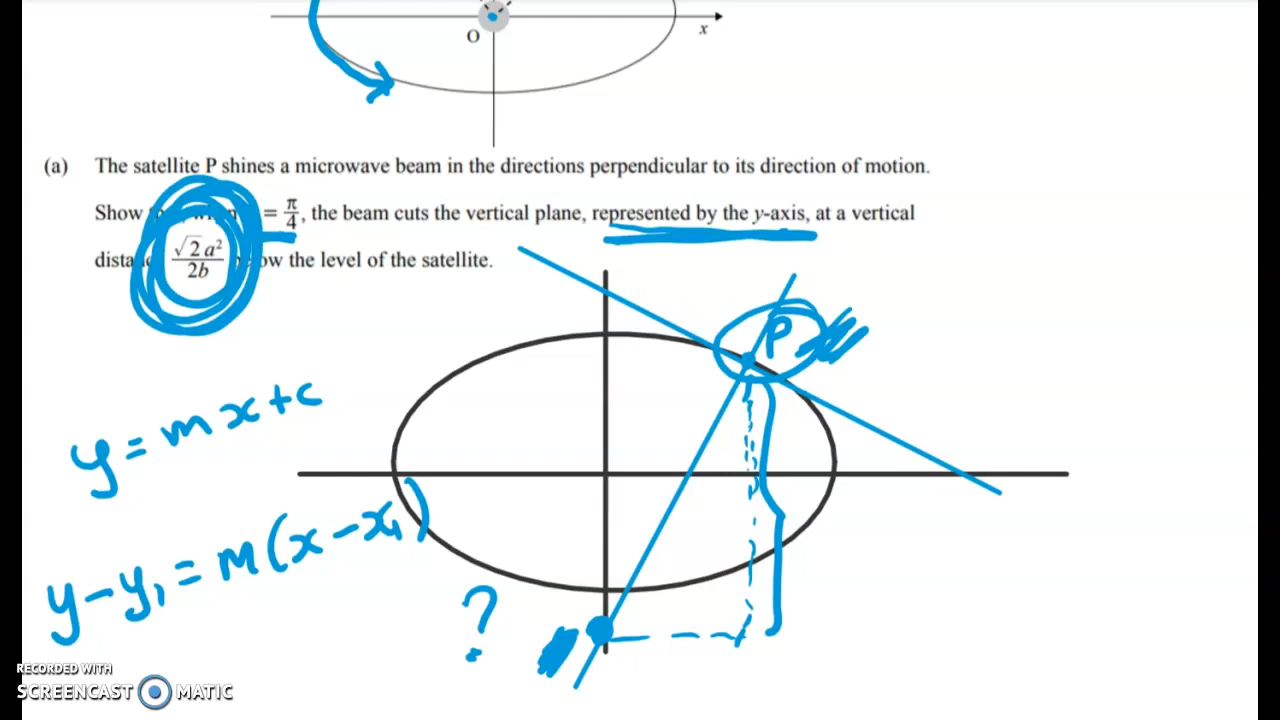 O
x
(a) The satellite P shines a microwave beam in the directions perpendicular to its direction of motion.
Show = π/4, the beam cuts the vertical plane, represented by the y-axis, at a vertical
√2 a²/2b the level of the satellite.
P
y = mx + c
y - y₁ = m(x - x₁)
?
RECORDED WITH
SCREENCAST MATIC